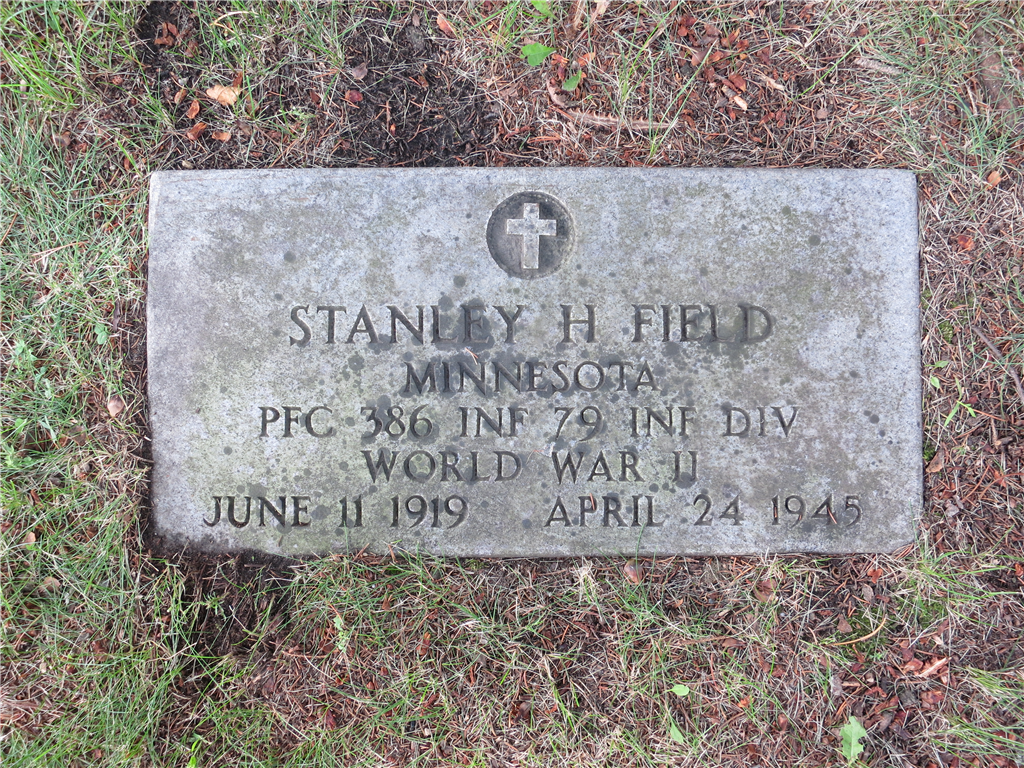 STANLEY H FIELD
MINNESOTA
PFC 386 INF 79 INF DIV
WORLD WAR II
JUNE 11 1919 APRIL 24 1945